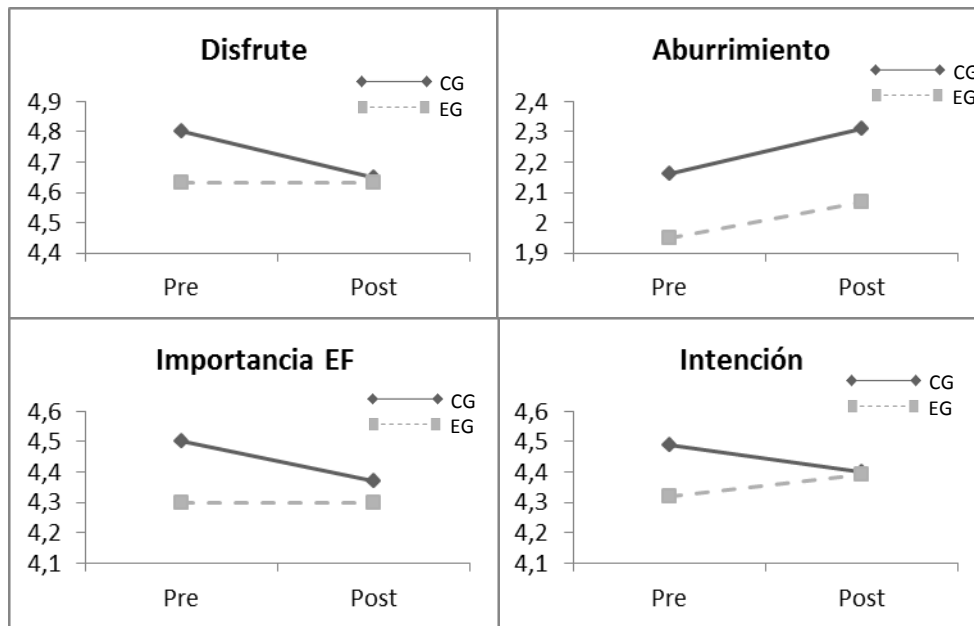 Disfrute
CG
EG
4,9
4,8
4,7
4,6
4,5
4,4
Pre Post
Aburrimiento
CG
EG
2,4
2,3
2,2
2,1
2
1,9
Pre Post
Importancia EF
CG
EG
4,6
4,5
4,4
4,3
4,2
4,1
Pre Post
Intención
CG
EG
4,6
4,5
4,4
4,3
4,2
4,1
Pre Post